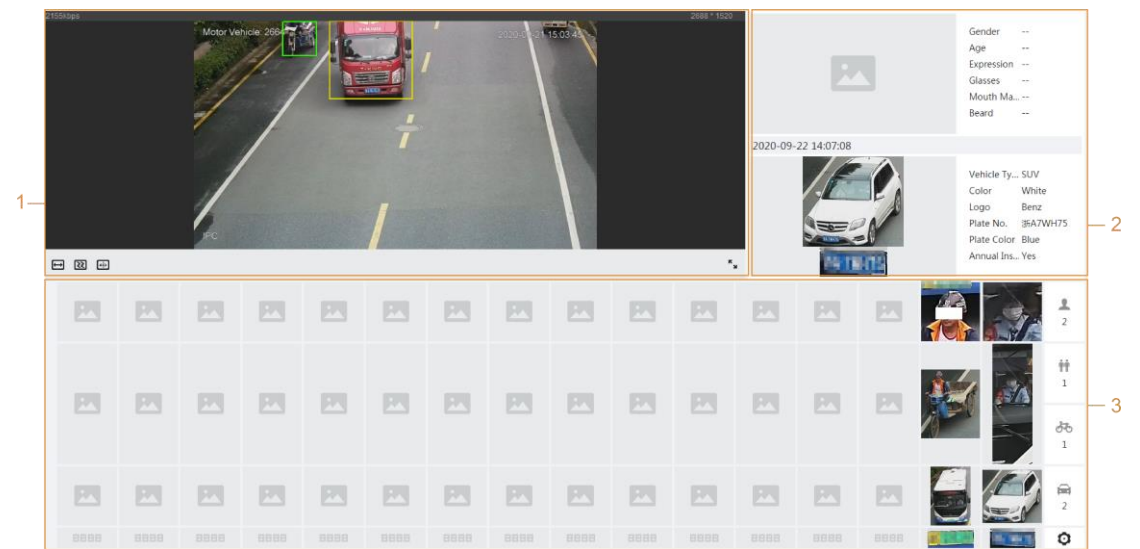 2155kbps
2688 * 1520
Motor Vehicle: 2664
2020-09-21 15:03:45
IPC
1
Gender --
Age --
Expression --
Glasses --
Mouth Ma... --
Beard --
2020-09-22 14:07:08
Vehicle Ty... SUV
Color White
Logo Benz
Plate No. 浙A7WH75
Plate Color Blue
Annual Ins... Yes
2
2
1
3
1
2